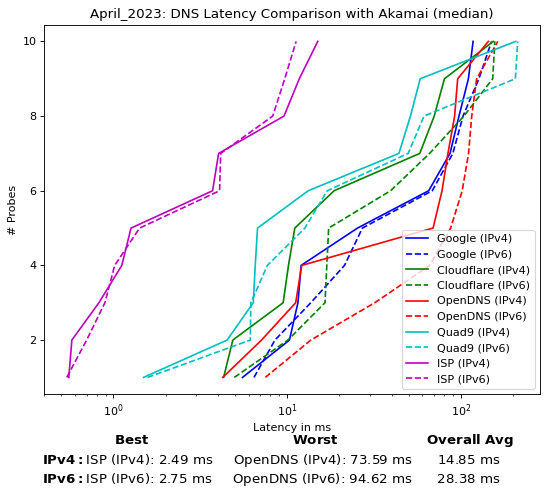 April_2023: DNS Latency Comparison with Akamai (median)
10
8
6
4
2
# Probes
Google (IPv4)
Google (IPv6)
Cloudflare (IPv4)
Cloudflare (IPv6)
OpenDNS (IPv4)
OpenDNS (IPv6)
Quad9 (IPv4)
Quad9 (IPv6)
ISP (IPv4)
ISP (IPv6)
10⁰ 10¹ 10²
Latency in ms
Best Worst Overall Avg
IPv4: ISP (IPv4): 2.49 ms OpenDNS (IPv4): 73.59 ms 14.85 ms
IPv6: ISP (IPv6): 2.75 ms OpenDNS (IPv6): 94.62 ms 28.38 ms